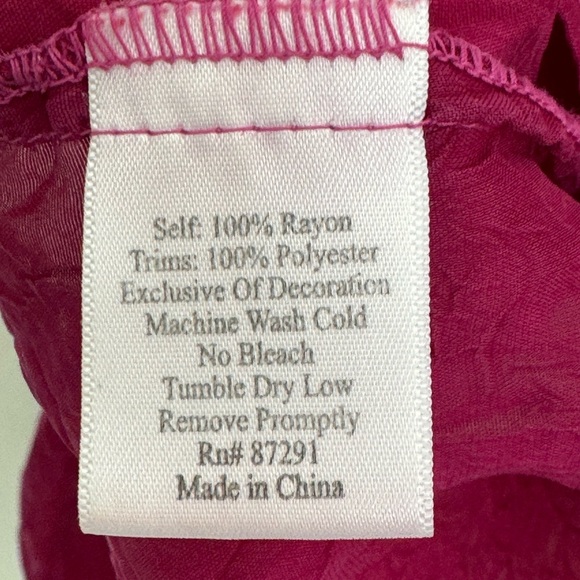 Self: 100% Rayon
Trims: 100% Polyester
Exclusive Of Decoration
Machine Wash Cold
No Bleach
Tumble Dry Low
Remove Promptly
Rn# 87291
Made in China